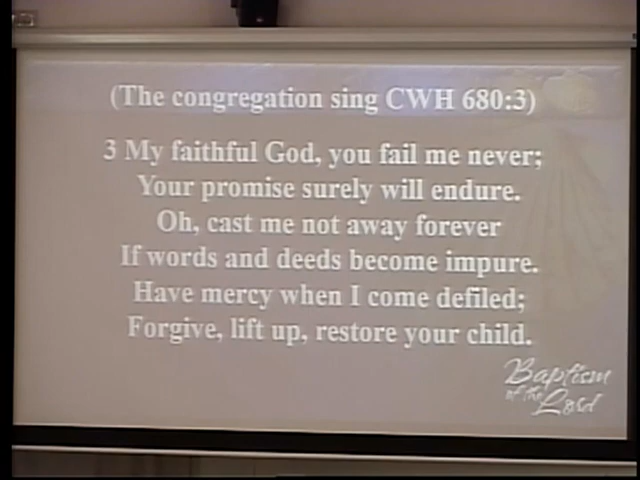 (The congregation sing CWH 680:3)
3 My faithful God, you fail me never;
Your promise surely will endure.
Oh, cast me not away forever
If words and deeds become impure.
Have mercy when I come defiled;
Forgive, lift up, restore your child.
Baptism
of the
Lord